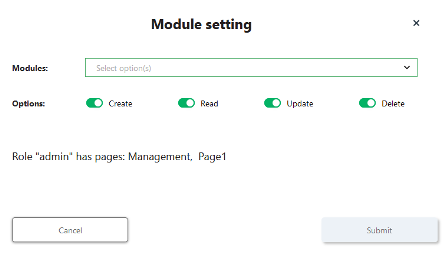 Module setting
Modules: Select option(s)
Options: Create Read Update Delete
Role "admin" has pages: Management, Page1
Cancel Submit